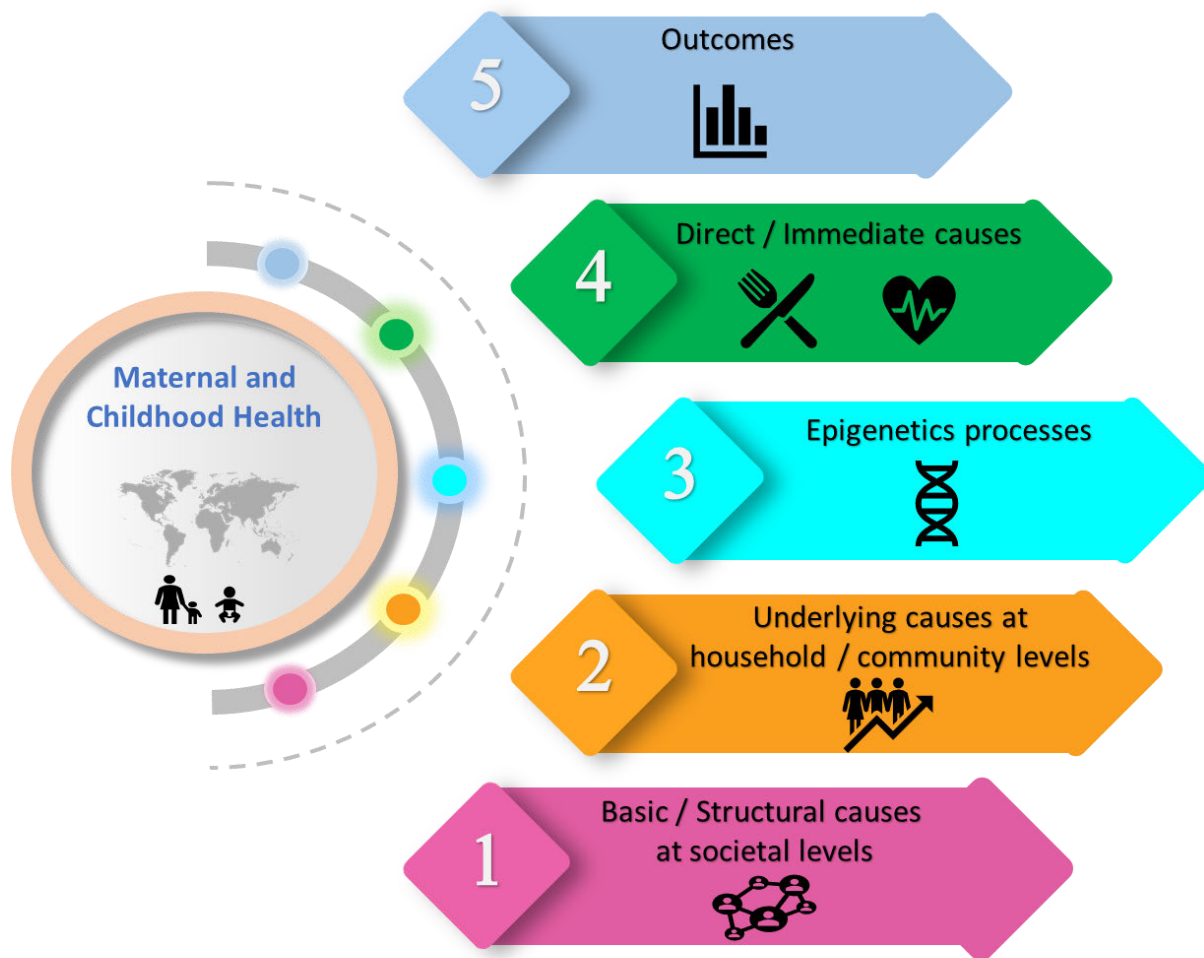 5
Outcomes
4
Direct / Immediate causes
Maternal and
Childhood Health
3
Epigenetics processes
2
Underlying causes at
household / community levels
1
Basic / Structural causes
at societal levels